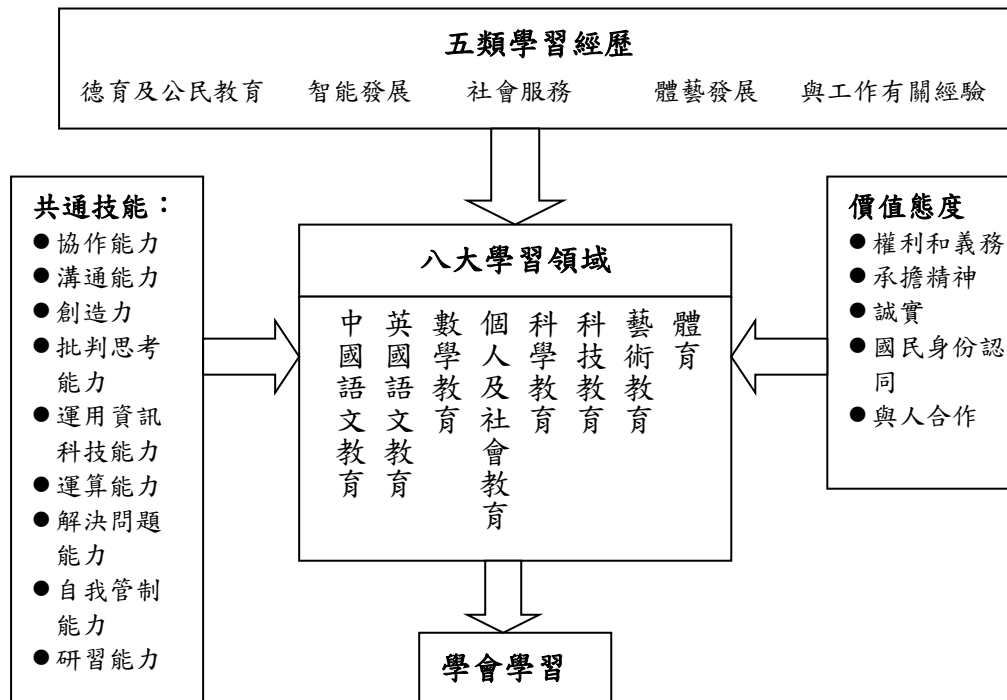 五類學習經歷
德育及公民教育 智能發展 社會服務 體藝發展 與工作有關經驗
共通技能：
●協作能力
●溝通能力
●創造力
●批判思考
能力
●運用資訊
科技能力
●運算能力
●解決問題
能力
●自我管制
能力
●研習能力
八大學習領域
中國語文教育
英國語文教育
數學教育
個人及社會教育
科學教育
科技教育
藝術教育
體育
價值態度
●權利和義務
●承擔精神
●誠實
●國民身份認
同
●與人合作
學會學習